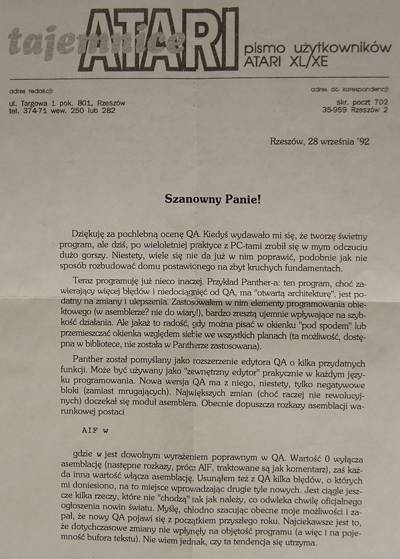 tajemnice ATARI
pismo użytkowników
ATARI XL/XE
adres redakcji
ul. Targowa 1 pok. 801, Rzeszów
tel. 374-71 wew. 250 lub 282
adres do korespondencji
skr. poczt 702
35-959 Rzeszów 2
Rzeszów, 28 września '92
Szanowny Panie!
Dziękuję za pochlebną ocenę QA. Kiedyś wydawało mi się, że tworzę świetny
program, ale dziś, po wieloletniej praktyce z PC-tami zrobił się w mym odczuciu
dużo gorszy. Niestety, wiele się nie da już w nim poprawić, podobnie jak nie
sposób rozbudować domu postawionego na zbyt kruchych fundamentach.
Teraz programuję już nieco inaczej. Przykład Panther-a: ten program, choć za-
wierający więcej błędów i niedociągnięć od QA, ma "otwartą architekturę", jest po-
datny na zmiany i ulepszenia. Zastosowałem w nim elementy programowania obie-
ktowego (w asemblerze? nie do wiary!), bardzo zresztą ujemnie wpływające na szyb-
kość działania. Ale jakaż to radość, gdy można pisać w okienku "pod spodem" lub
przemieszczać okienka względem siebie we wszystkich planach (ta możliwość, dostę-
pna w bibliotece, nie została w Pantherze zastosowana).
Panther został pomyślany jako rozszerzenie edytora QA o kilka przydatnych
funkcji. Może być używany jako "zewnętrzny edytor" prakycznie w każdym języ-
ku programowania. Nowa wersja QA ma z niego, niestety, tylko negatywowe
bloki (zamiast mrugających). Największych zmian (choć raczej nie rewolucyj-
nych) doczekał się moduł asemblera. Obecnie dopuszcza rozkazy asemblacji wa-
runkowej postaci
AIF w
gdzie w jest dowolnym wyrażeniem poprawnym w QA. Wartość 0 wyłącza
asemblację (następne rozkazy, prócz AIF, traktowane są jak komentarz), zaś każ-
da inna wartość włącza asemblację. Usunąłem też z QA kilka błędów, o których
mi doniesiono, na to miejsce wprowadzając drugie tyle nowych. Jest ciągle jesz-
cze kilka rzeczy, które nie "chodzą" tak jak należy, co odwleka chwilę oficjalnego
ogłoszenia nowin światu. Myślę, chłodno szacując obecne moje możliwości i za-
pał, że nowy QA pojawi się z początkiem przyszłego roku. Najciekawsze jest to,
że dotychczasowe zmiany nie wpłynęły na objętość programu (a więc i na poje-
mność bufora tekstu). Nie wiem jednak, czy ta tendencja się utrzyma.